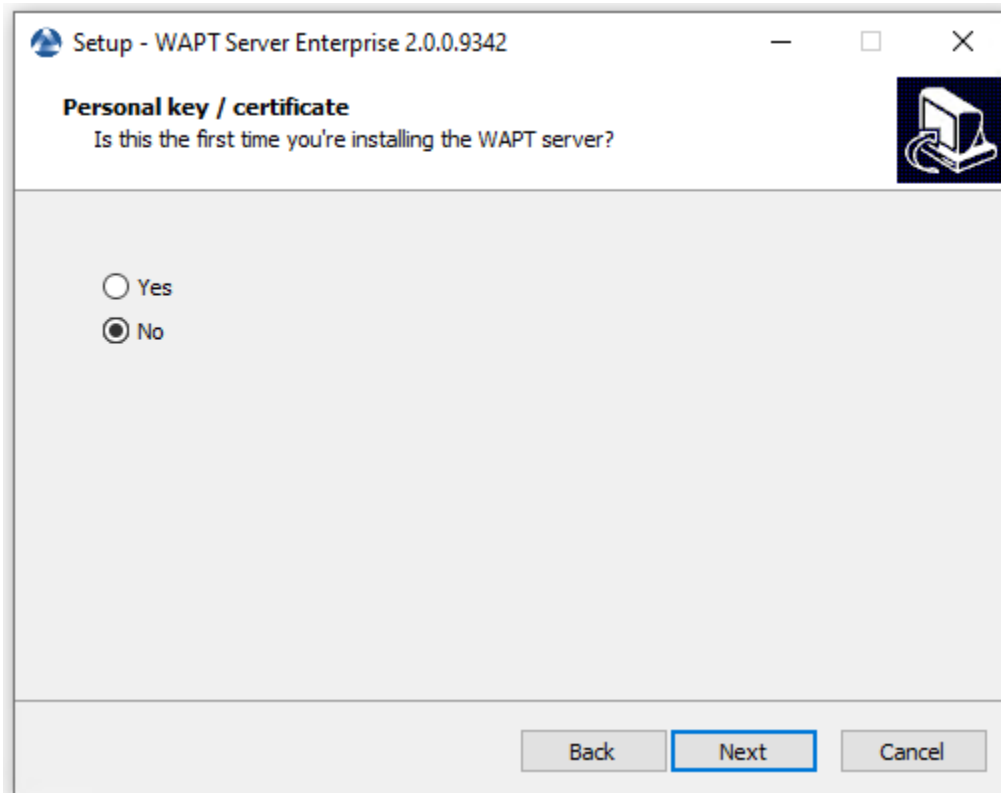 Setup - WAPT Server Enterprise 2.0.0.9342
Personal key / certificate
Is this the first time you're installing the WAPT server?
Yes
No
Back Next Cancel